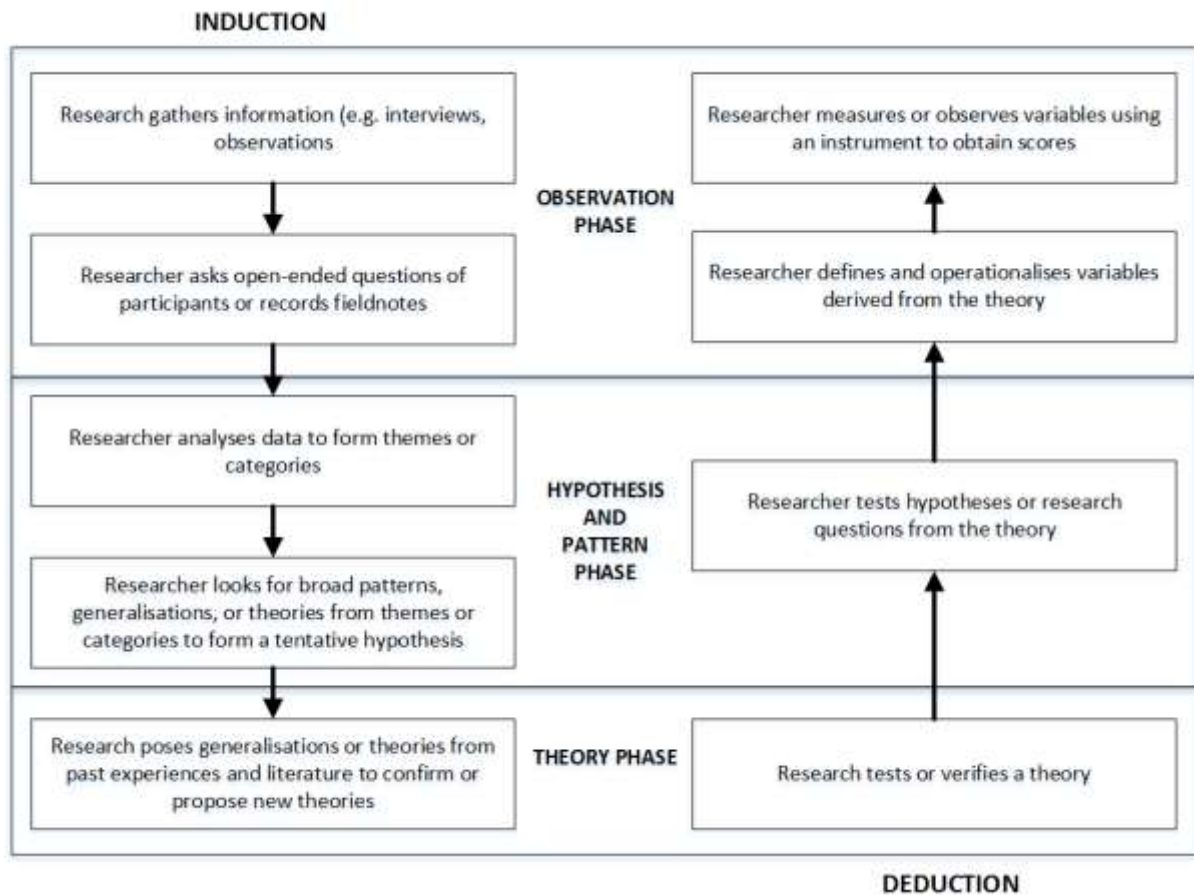 INDUCTION
Research gathers information (e.g. interviews,
observations
Researcher asks open-ended questions of
participants or records fieldnotes
Researcher analyses data to form themes or
categories
Researcher looks for broad patterns,
generalisations, or theories from themes or
categories to form a tentative hypothesis
Research poses generalisations or theories from
past experiences and literature to confirm or
propose new theories
OBSERVATION
PHASE
HYPOTHESIS
AND
PATTERN
PHASE
THEORY PHASE
Researcher measures or observes variables using
an instrument to obtain scores
Researcher defines and operationalises variables
derived from the theory
Researcher tests hypotheses or research
questions from the theory
Research tests or verifies a theory
DEDUCTION